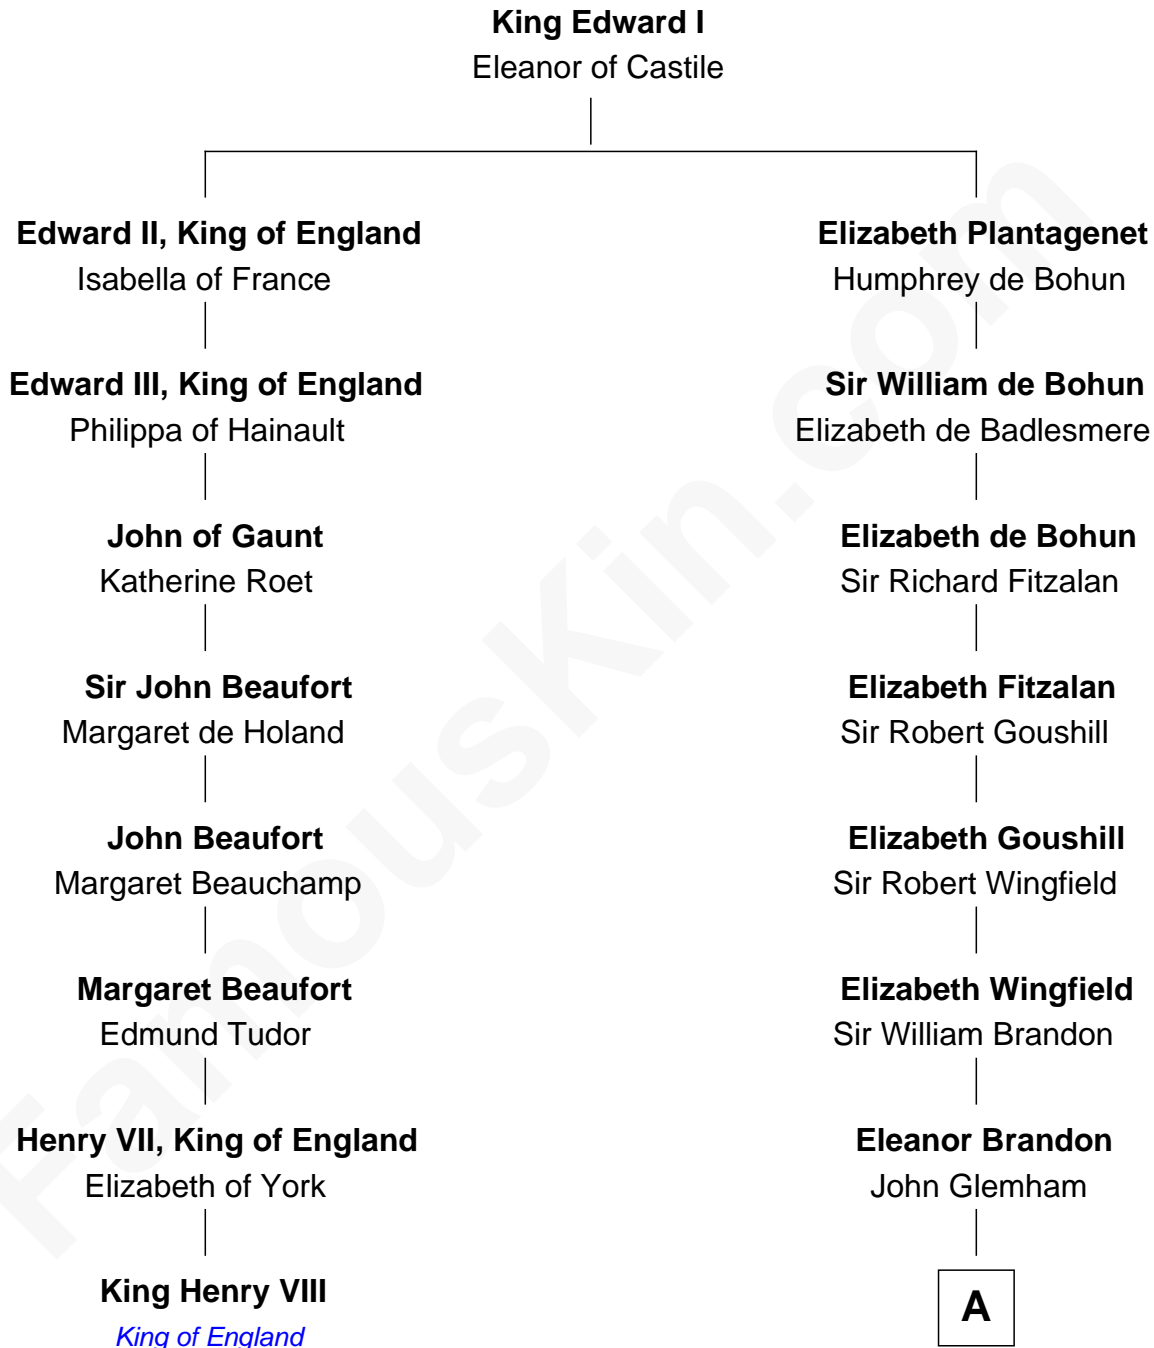 King Edward I
Eleanor of Castile
Edward II, King of England
Isabella of France
Elizabeth Plantagenet
Humphrey de Bohun
Edward III, King of England
Philippa of Hainault
Sir William de Bohun
Elizabeth de Badlesmere
John of Gaunt
Katherine Roet
Elizabeth de Bohun
Sir Richard Fitzalan
Sir John Beaufort
Margaret de Holand
Elizabeth Fitzalan
Sir Robert Goushill
John Beaufort
Margaret Beauchamp
Elizabeth Goushill
Sir Robert Wingfield
Margaret Beaufort
Edmund Tudor
Elizabeth Wingfield
Sir William Brandon
Henry VII, King of England
Elizabeth of York
Eleanor Brandon
John Glemham
King Henry VIII
King of England
A
FamousKin.com